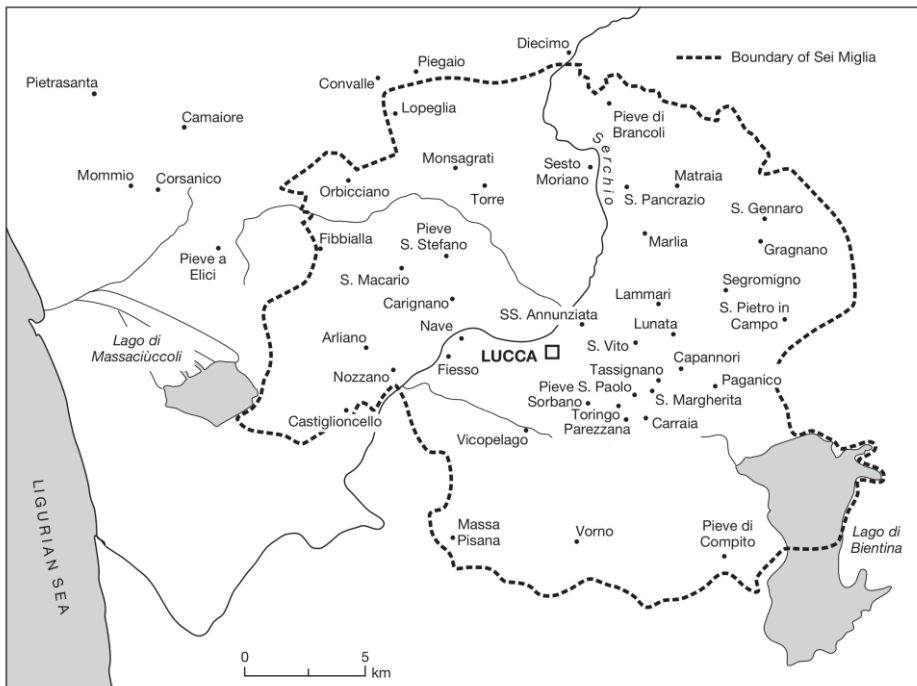 Diecimo
Boundary of Sei Miglia
Piegaio
Convalle
Pietrasanta
Lopeglia
Pieve di
Brancoli
Camaiore
Serchio
Monsagrati
Sesto
Moriano
Matraia
Mommio
Corsanico
Orbicciano
Torre
S. Pancrazio
S. Gennaro
Pieve
S. Stefano
Fibbialla
Marlia
Gragnano
Pieve a
Elici
S. Macario
Segromigno
Carignano
Lammari
S. Pietro in
Campo
SS. Annunziata
Lago di
Massaciùccoli
Arliano
Nave
Lunata
LUCCA
S. Vito
Fiesso
Capannori
Nozzano
Tassignano
Paganico
Pieve S. Paolo
Sorbano
S. Margherita
Castiglioncello
Toringo
Parezzana
Carraia
Vicopelago
LIGURIAN SEA
Massa
Pisana
Vorno
Pieve di
Compito
Lago di
Bientina
0 5
km